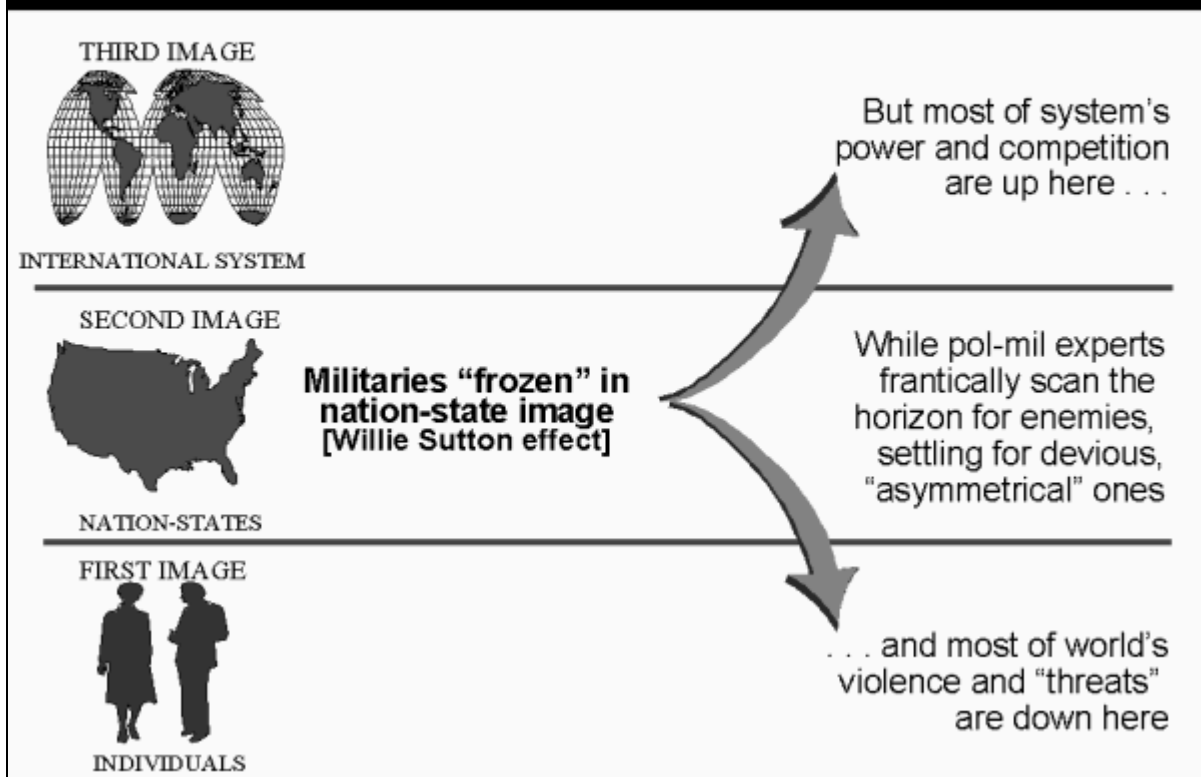 THIRD IMAGE
INTERNATIONAL SYSTEM
But most of system's
power and competition
are up here . . .
SECOND IMAGE
NATION-STATES
Militaries “frozen” in
nation-state image
[Willie Sutton effect]
While pol-mil experts
frantically scan the
horizon for enemies,
settling for devious,
“asymmetrical” ones
FIRST IMAGE
INDIVIDUALS
. . . and most of world's
violence and “threats”
are down here